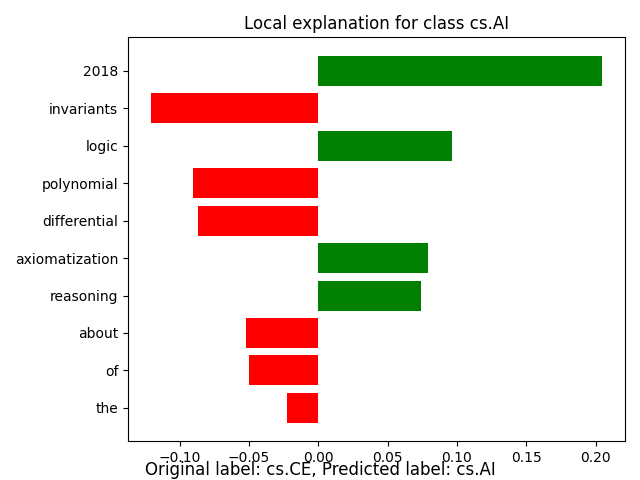 Local explanation for class cs.AI
2018
invariants
logic
polynomial
differential
axiomatization
reasoning
about
of
the
−0.10 −0.05 0.00 0.05 0.10 0.15 0.20
Original label: cs.CE, Predicted label: cs.AI